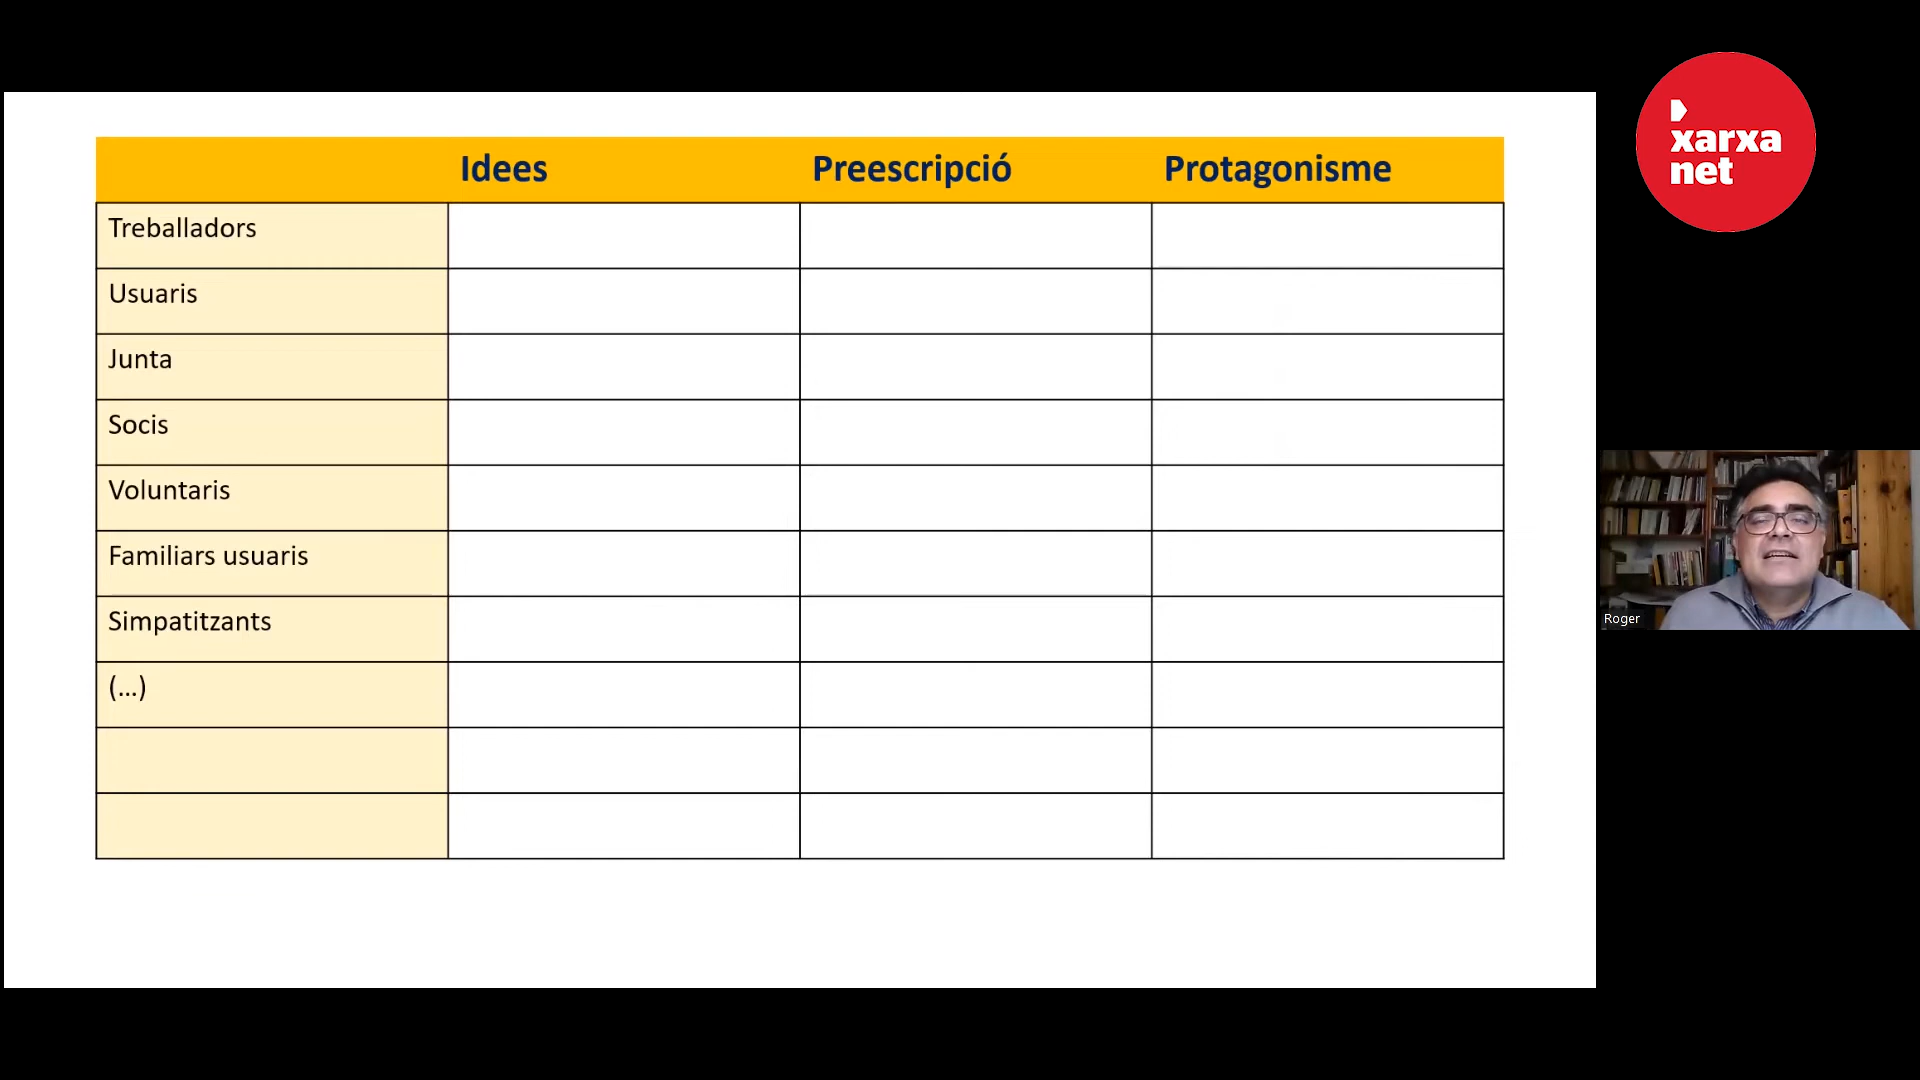 Idees Preescripció Protagonisme
Treballadors
Usuaris
Junta
Socis
Voluntaris
Familiars usuaris
Simpatitzants
(...)
xarxa
net
Roger